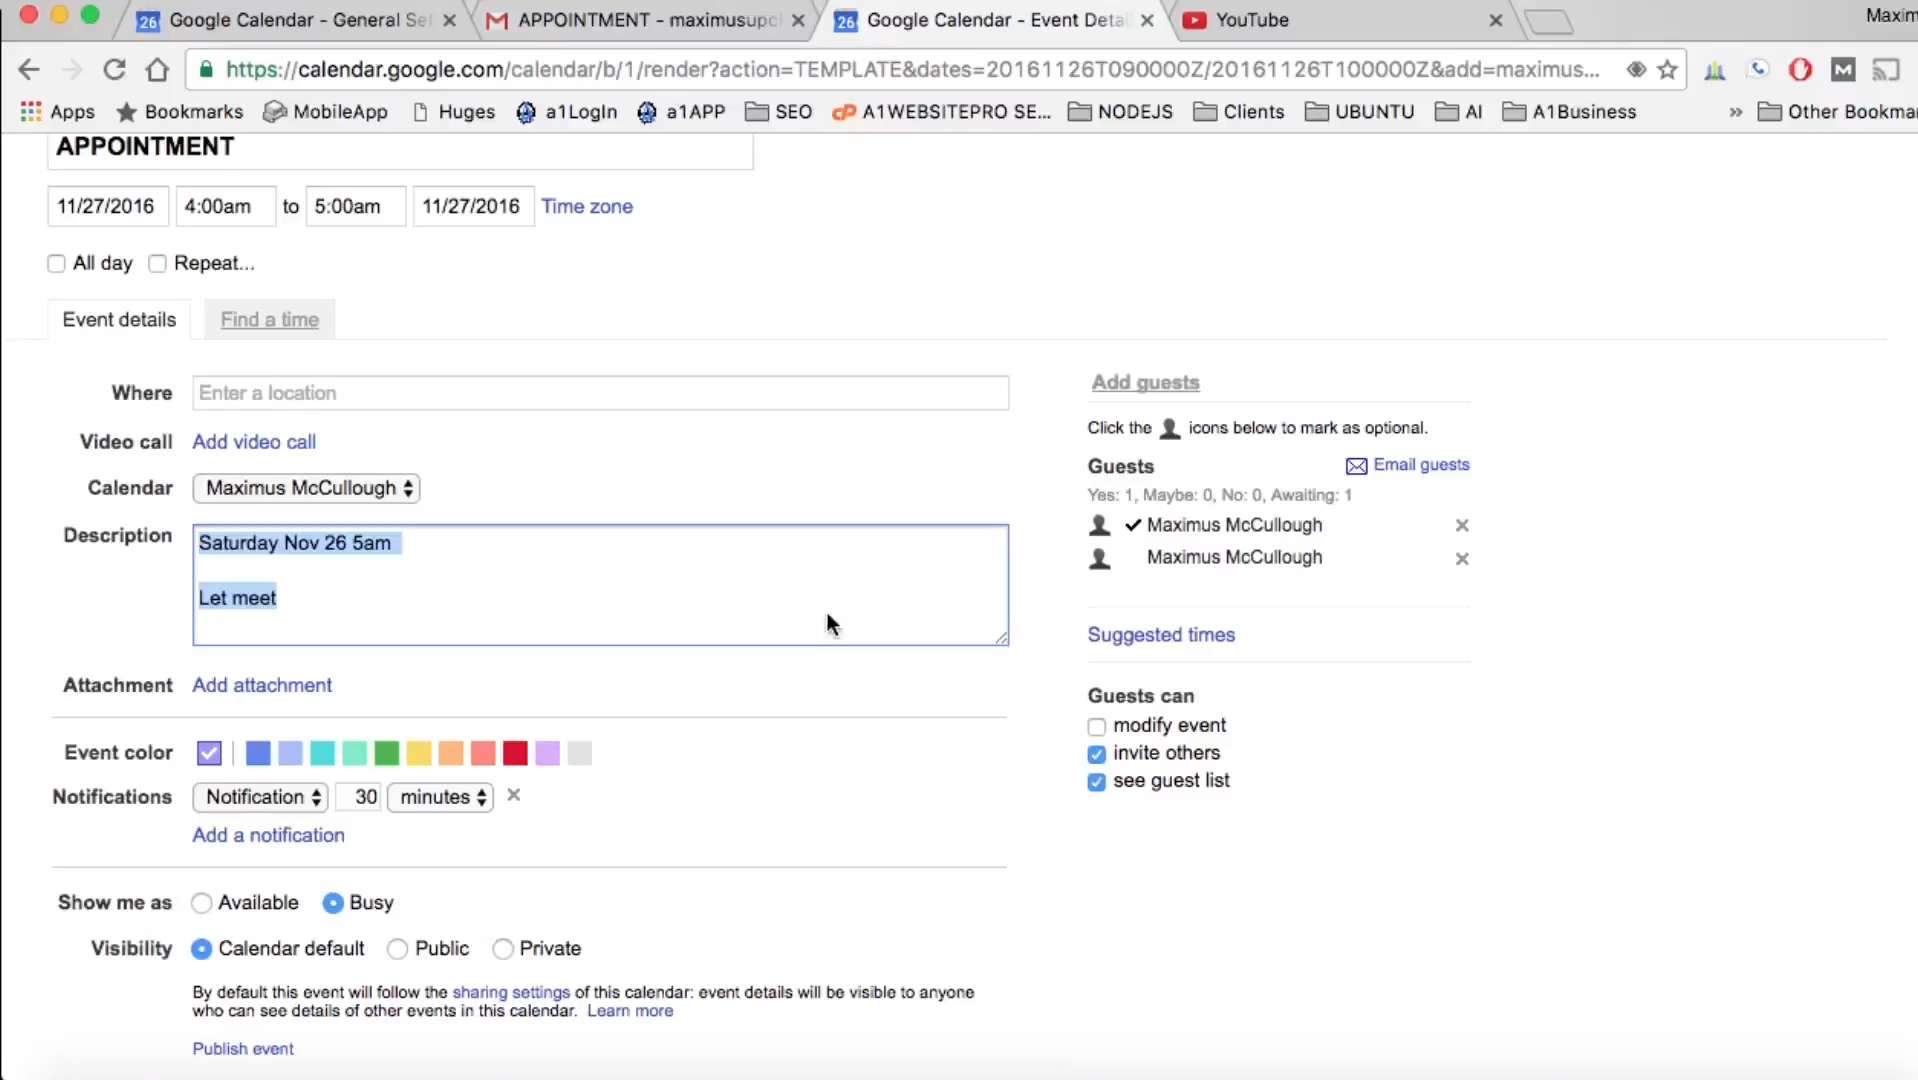 Google Calendar - General Se
APPOINTMENT - maximusupc
Google Calendar - Event Deta
YouTube
Maxim
https://calendar.google.com/calendar/b/1/render?action=TEMPLATE&dates=20161126T090000Z/20161126T100000Z&add=maximus...
Apps
Bookmarks
MobileApp
Huges
a1LogIn
a1APP
SEO
A1WEBSITEPRO SE...
NODEJS
Clients
UBUNTU
AI
A1Business
»
Other Bookmar
APPOINTMENT
11/27/2016 4:00am to 5:00am 11/27/2016 Time zone
All day Repeat...
Event details Find a time
Where Enter a location
Video call Add video call
Calendar Maximus McCullough
Description Saturday Nov 26 5am
Let meet
Attachment Add attachment
Event color
Notifications Notification 30 minutes
Add a notification
Show me as Available Busy
Visibility Calendar default Public Private
By default this event will follow the sharing settings of this calendar: event details will be visible to anyone
who can see details of other events in this calendar. Learn more
Publish event
Add guests
Click the icons below to mark as optional.
Guests Email guests
Yes: 1, Maybe: 0, No: 0, Awaiting: 1
Maximus McCullough
Maximus McCullough
Suggested times
Guests can
modify event
invite others
see guest list